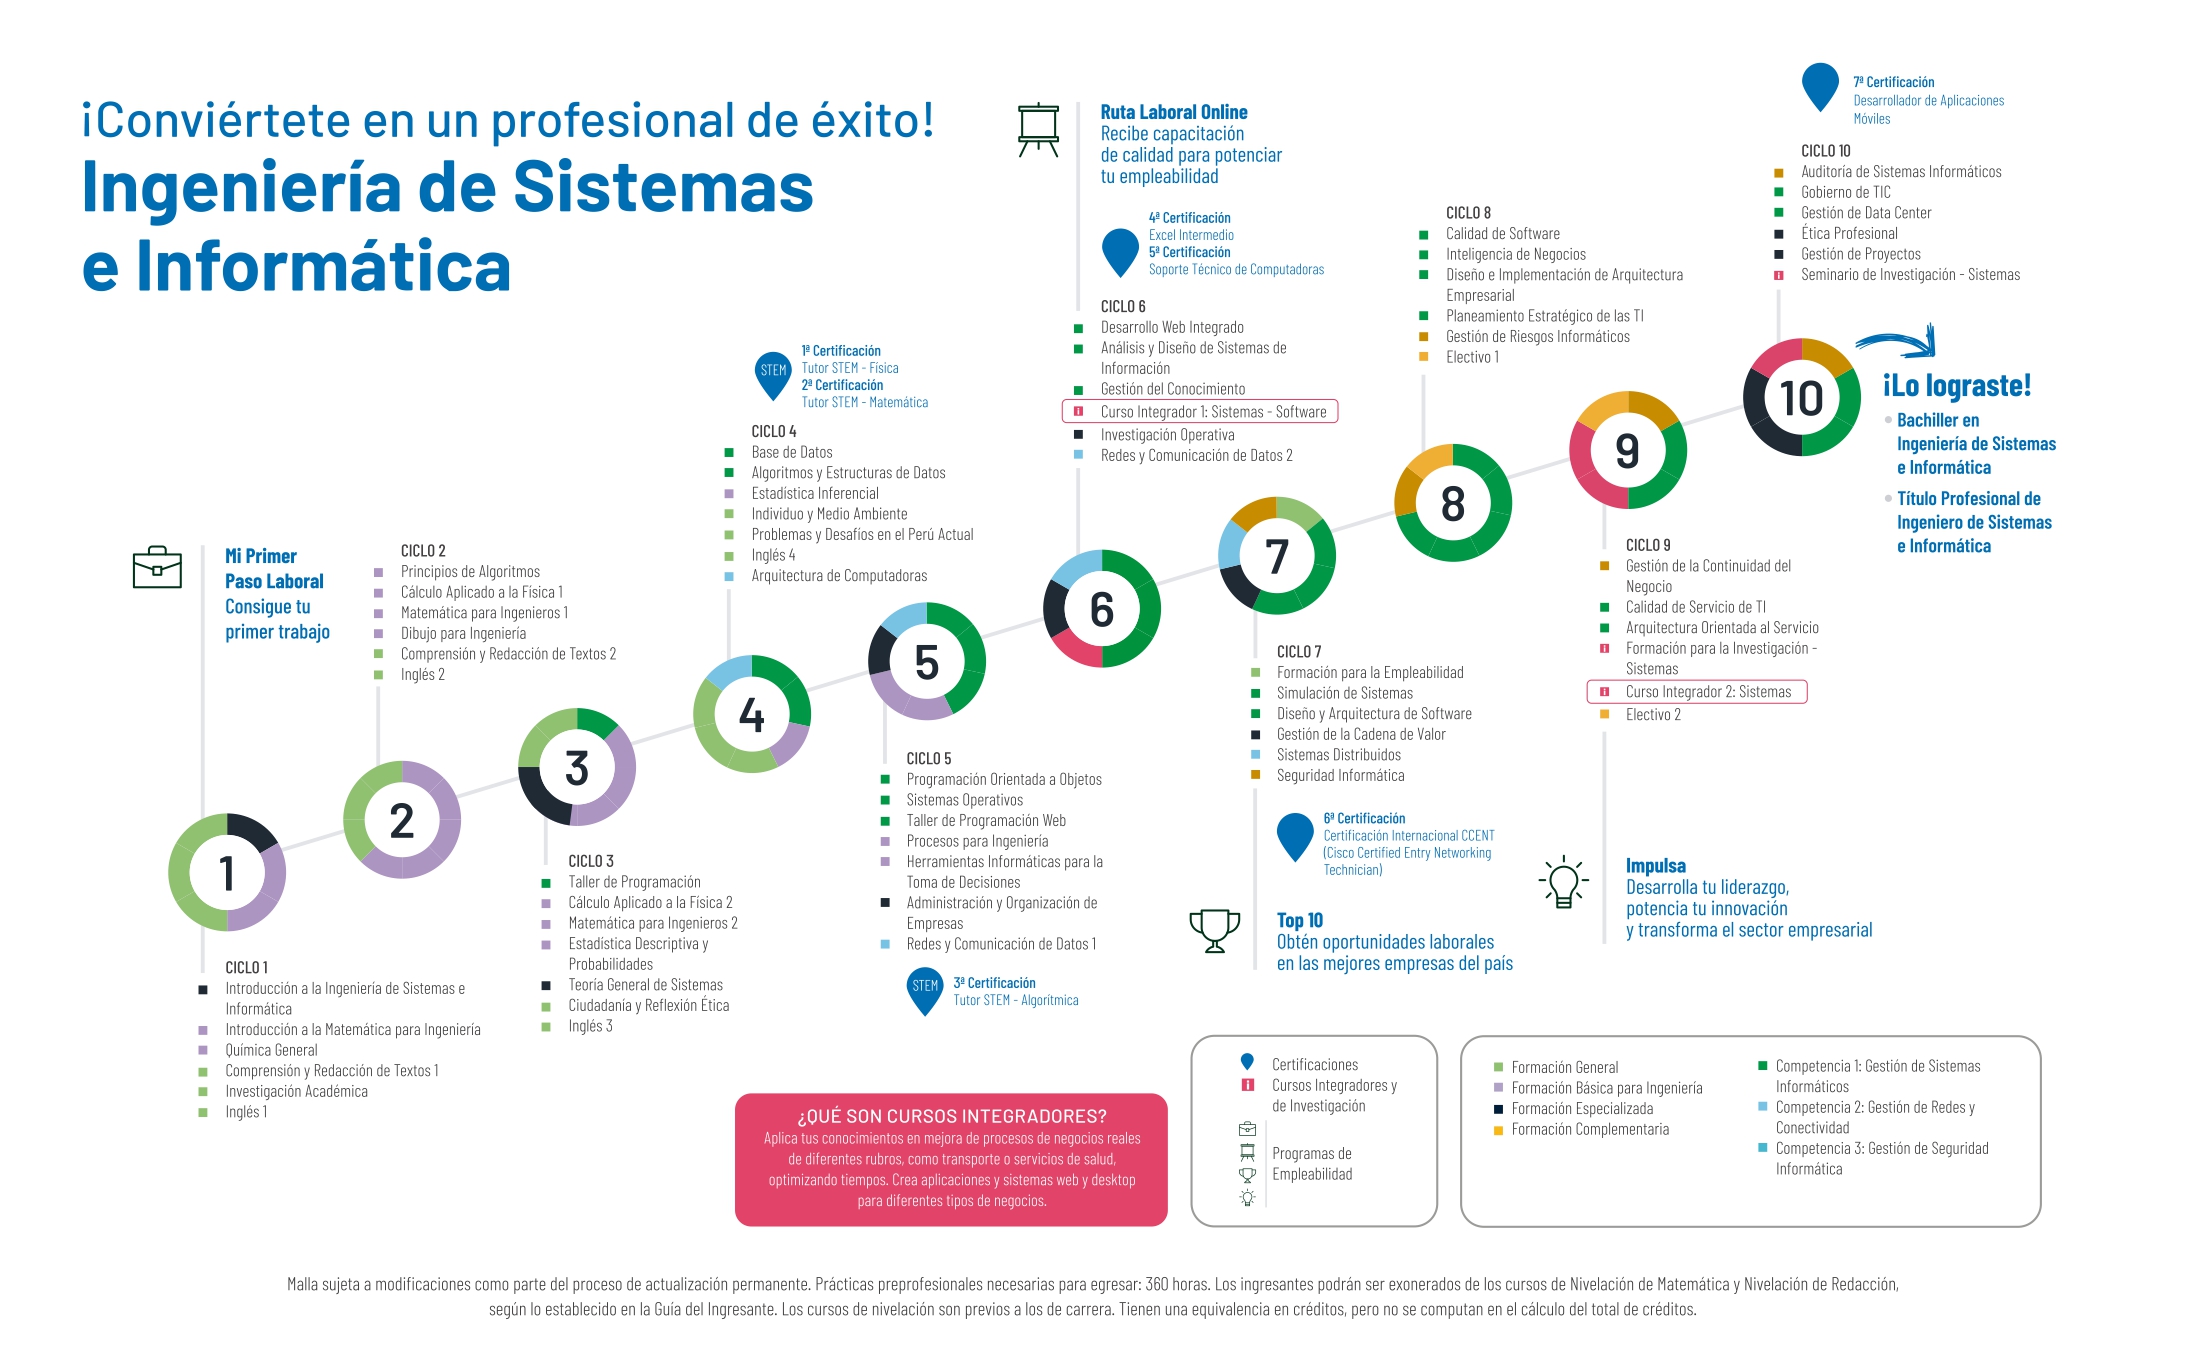 ¡Conviértete en un profesional de éxito!
Ingeniería de Sistemas
e Informática
Mi Primer
Paso Laboral
Consigue tu
primer trabajo
1
CICLO 1
Introducción a la Ingeniería de Sistemas e
Informática
Introducción a la Matemática para Ingeniería
Química General
Comprensión y Redacción de Textos 1
Investigación Académica
Inglés 1
CICLO 2
Principios de Algoritmos
Cálculo Aplicado a la Física 1
Matemática para Ingenieros 1
Dibujo para Ingeniería
Comprensión y Redacción de Textos 2
Inglés 2
2
3
CICLO 3
Taller de Programación
Cálculo Aplicado a la Física 2
Matemática para Ingenieros 2
Estadística Descriptiva y
Probabilidades
Teoría General de Sistemas
Ciudadanía y Reflexión Ética
Inglés 3
STEM
1ª Certificación
Tutor STEM - Física
2ª Certificación
Tutor STEM - Matemática
CICLO 4
Base de Datos
Algoritmos y Estructuras de Datos
Estadística Inferencial
Individuo y Medio Ambiente
Problemas y Desafíos en el Perú Actual
Inglés 4
Arquitectura de Computadoras
4
5
CICLO 5
Programación Orientada a Objetos
Sistemas Operativos
Taller de Programación Web
Procesos para Ingeniería
Herramientas Informáticas para la
Toma de Decisiones
Administración y Organización de
Empresas
Redes y Comunicación de Datos 1
STEM
3ª Certificación
Tutor STEM - Algorítmica
Ruta Laboral Online
Recibe capacitación
de calidad para potenciar
tu empleabilidad
4ª Certificación
Excel Intermedio
5ª Certificación
Soporte Técnico de Computadoras
CICLO 6
Desarrollo Web Integrado
Análisis y Diseño de Sistemas de
Información
Gestión del Conocimiento
Curso Integrador 1: Sistemas - Software
Investigación Operativa
Redes y Comunicación de Datos 2
6
7
CICLO 7
Formación para la Empleabilidad
Simulación de Sistemas
Diseño y Arquitectura de Software
Gestión de la Cadena de Valor
Sistemas Distribuidos
Seguridad Informática
6ª Certificación
Certificación Internacional CCENT
(Cisco Certified Entry Networking
Technician)
Top 10
Obtén oportunidades laborales
en las mejores empresas del país
CICLO 8
Calidad de Software
Inteligencia de Negocios
Diseño e Implementación de Arquitectura
Empresarial
Planeamiento Estratégico de las TI
Gestión de Riesgos Informáticos
Electivo 1
8
9
CICLO 9
Gestión de la Continuidad del
Negocio
Calidad de Servicio de TI
Arquitectura Orientada al Servicio
Formación para la Investigación -
Sistemas
Curso Integrador 2: Sistemas
Electivo 2
Impulsa
Desarrolla tu liderazgo,
potencia tu innovación
y transforma el sector empresarial
7ª Certificación
Desarrollador de Aplicaciones
Móviles
CICLO 10
Auditoría de Sistemas Informáticos
Gobierno de TIC
Gestión de Data Center
Ética Profesional
Gestión de Proyectos
Seminario de Investigación - Sistemas
10
¡Lo lograste!
Bachiller en
Ingeniería de Sistemas
e Informática
Título Profesional de
Ingeniero de Sistemas
e Informática
¿QUÉ SON CURSOS INTEGRADORES?
Aplica tus conocimientos en mejora de procesos de negocios reales
de diferentes rubros, como transporte o servicios de salud,
optimizando tiempos. Crea aplicaciones y sistemas web y desktop
para diferentes tipos de negocios.
Certificaciones
Cursos Integradores y
de Investigación
Programas de
Empleabilidad
Formación General
Formación Básica para Ingeniería
Formación Especializada
Formación Complementaria
Competencia 1: Gestión de Sistemas
Informáticos
Competencia 2: Gestión de Redes y
Conectividad
Competencia 3: Gestión de Seguridad
Informática
Malla sujeta a modificaciones como parte del proceso de actualización permanente. Prácticas preprofesionales necesarias para egresar: 360 horas. Los ingresantes podrán ser exonerados de los cursos de Nivelación de Matemática y Nivelación de Redacción,
según lo establecido en la Guía del Ingresante. Los cursos de nivelación son previos a los de carrera. Tienen una equivalencia en créditos, pero no se computan en el cálculo del total de créditos.